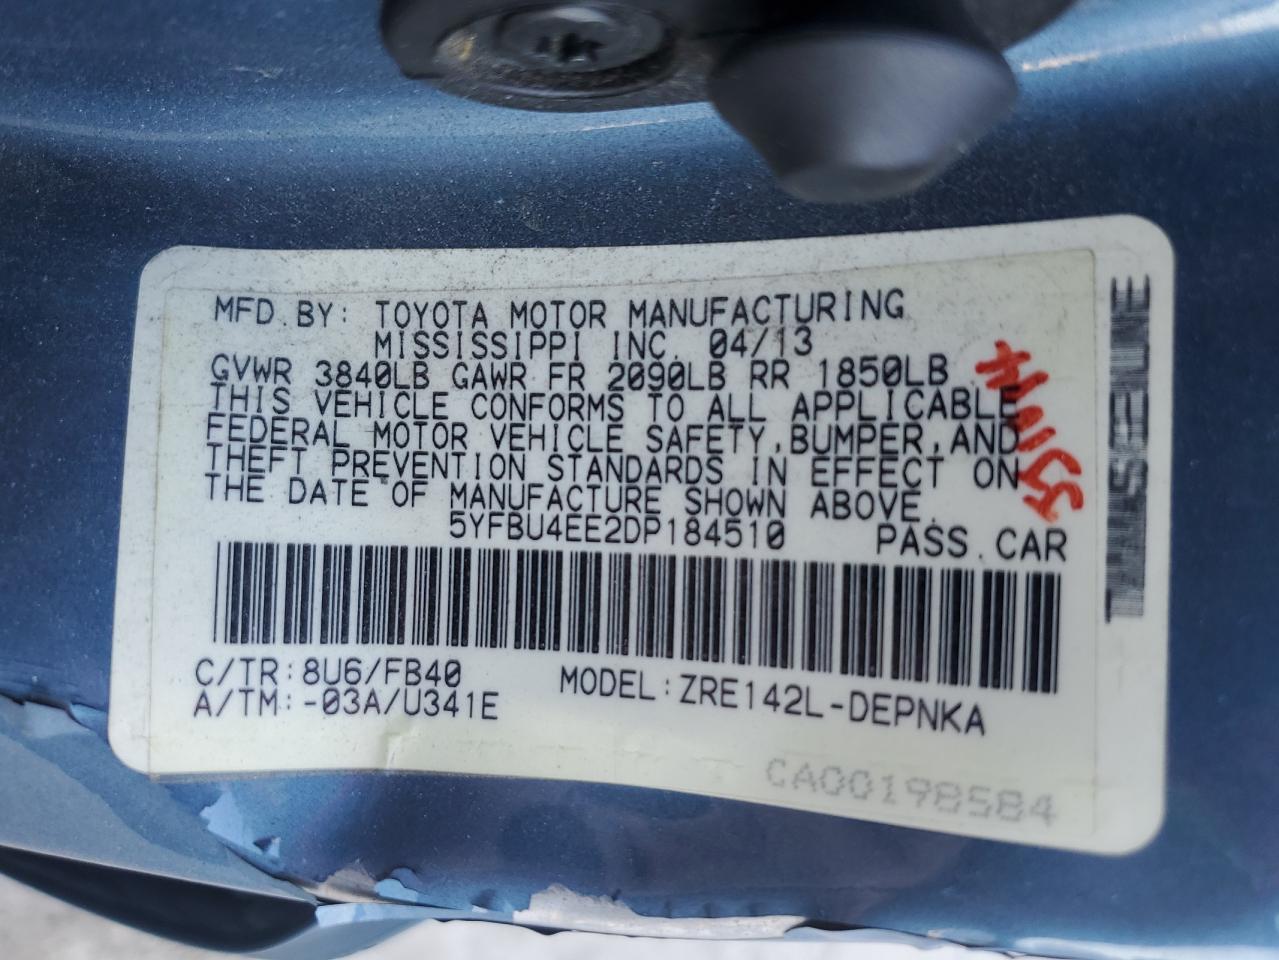 MFD.BY: TOYOTA MOTOR MANUFACTURING
MISSISSIPPI INC. 04/13
GVWR 3840LB GAWR FR 2090LB RR 1850LB
THIS VEHICLE CONFORMS TO ALL APPLICABLE
FEDERAL MOTOR VEHICLE SAFETY,BUMPER,AND
THEFT PREVENTION STANDARDS IN EFFECT ON
THE DATE OF MANUFACTURE SHOWN ABOVE.
5YFBU4EE2DP184510 PASS.CAR
C/TR:8U6/FB40 MODEL:ZRE142L-DEPNKA
A/TM:-03A/U341E
CA00198584